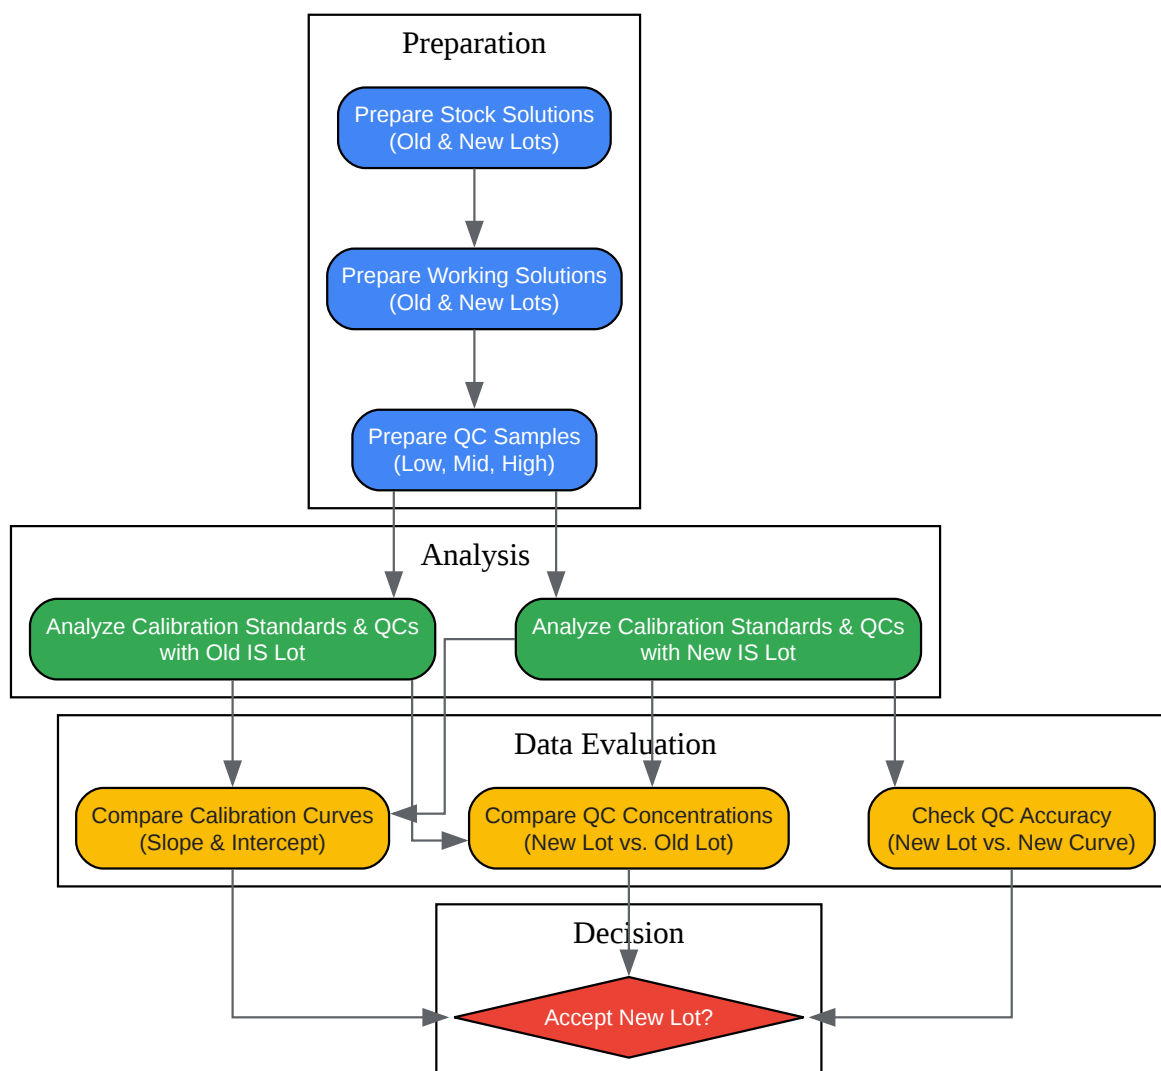 Preparation
Prepare Stock Solutions
(Old & New Lots)
Prepare Working Solutions
(Old & New Lots)
Prepare QC Samples
(Low, Mid, High)
Analysis
Analyze Calibration Standards & QCs
with Old IS Lot
Analyze Calibration Standards & QCs
with New IS Lot
Data Evaluation
Compare Calibration Curves
(Slope & Intercept)
Compare QC Concentrations
(New Lot vs. Old Lot)
Check QC Accuracy
(New Lot vs. New Curve)
Decision
Accept New Lot?